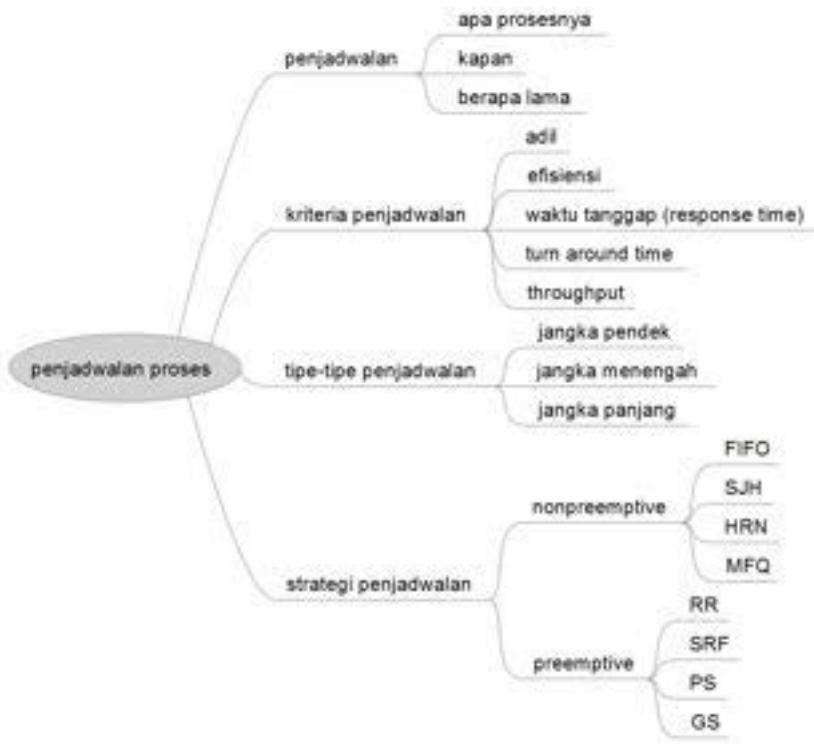 penjadwalan proses
penjadwalan
apa prosesnya
kapan
berapa lama
kriteria penjadwalan
adil
efisiensi
waktu tanggap (response time)
turn around time
throughput
tipe-tipe penjadwalan
jangka pendek
jangka menengah
jangka panjang
strategi penjadwalan
nonpreemptive
FIFO
SJH
HRN
MFQ
preemptive
RR
SRF
PS
GS